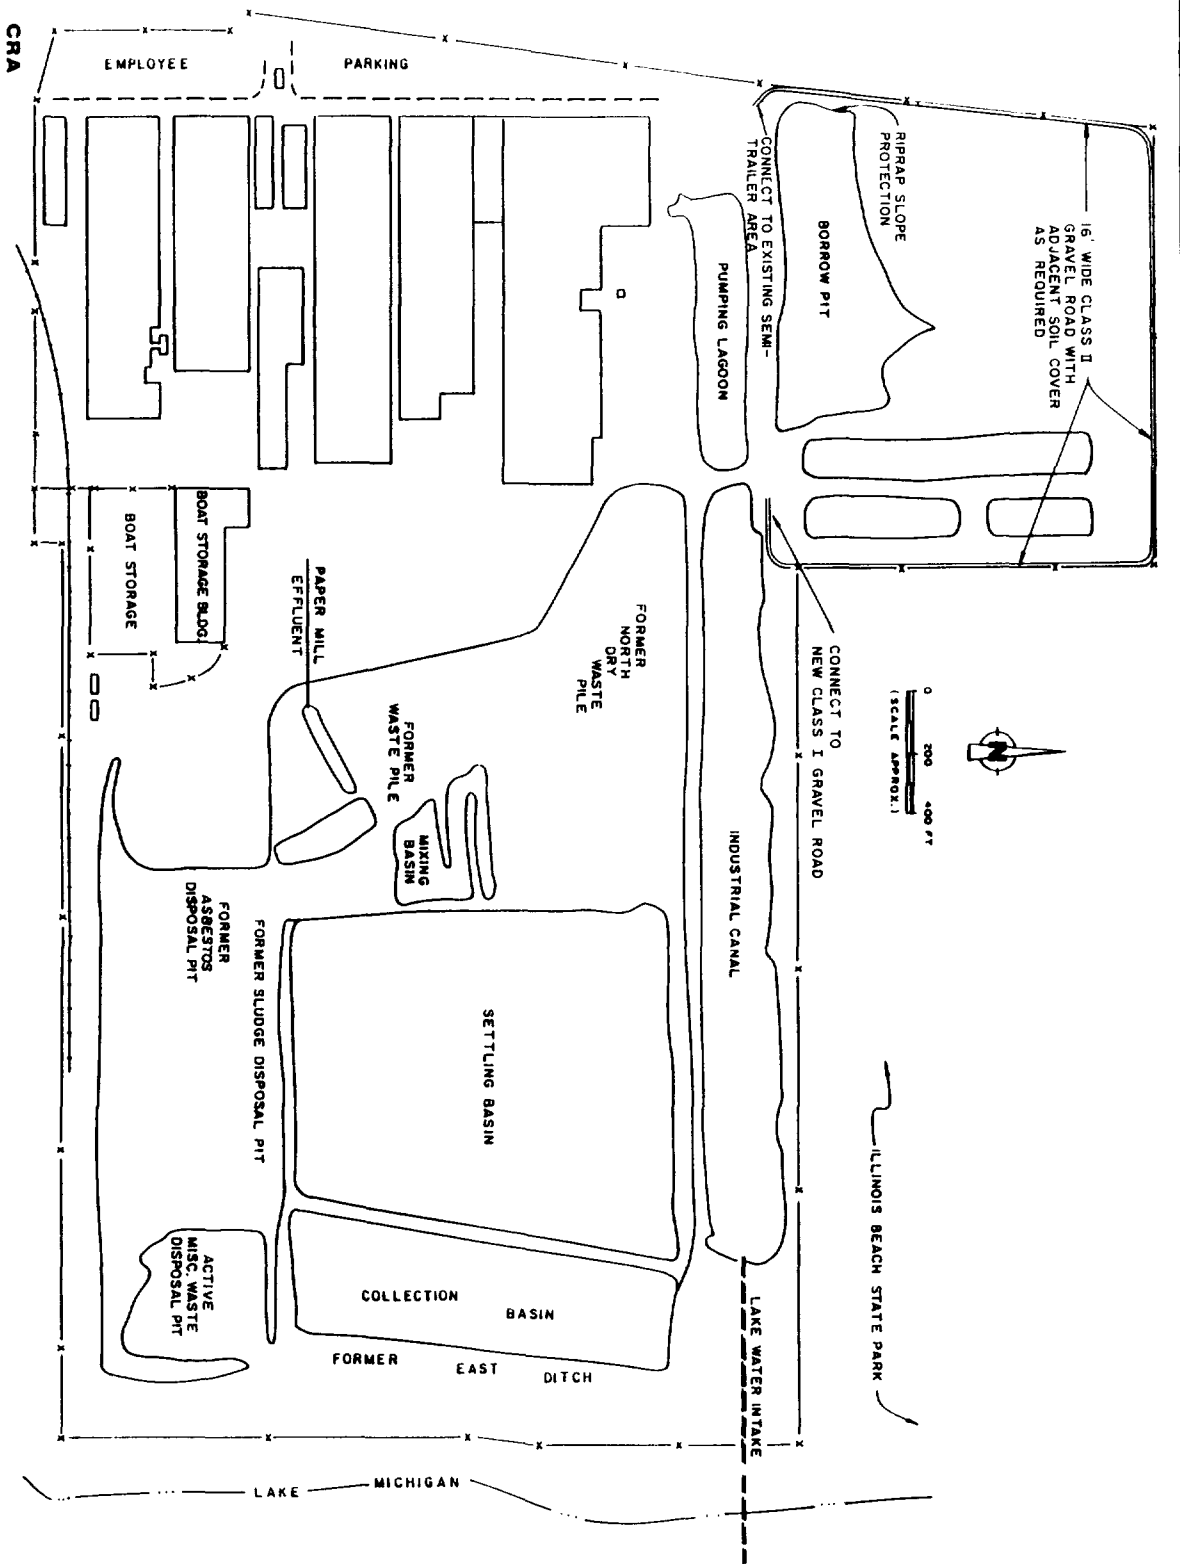 CRA
EMPLOYEE
PARKING
RIPRAP SLOPE
PROTECTION
16' WIDE CLASS II
GRAVEL ROAD WITH
ADJACENT SOIL COVER
AS REQUIRED
CONNECT TO EXISTING SEMI-
TRAILER AREA
BORROW PIT
PUMPING LAGOON
BOAT STORAGE BLDG.
BOAT STORAGE
PAPER MILL
EFFLUENT
FORMER
NORTH
DRY
WASTE
PILE
CONNECT TO
NEW CLASS I GRAVEL ROAD
0 200 400 FT
(SCALE APPROX.)
N
FORMER
WASTE PILE
MIXING
BASIN
INDUSTRIAL CANAL
FORMER
ASBESTOS
DISPOSAL PIT
FORMER SLUDGE DISPOSAL PIT
SETTLING BASIN
ILLINOIS BEACH STATE PARK
ACTIVE
MISC. WASTE
DISPOSAL PIT
COLLECTION BASIN
FORMER EAST DITCH
LAKE WATER INTAKE
LAKE MICHIGAN